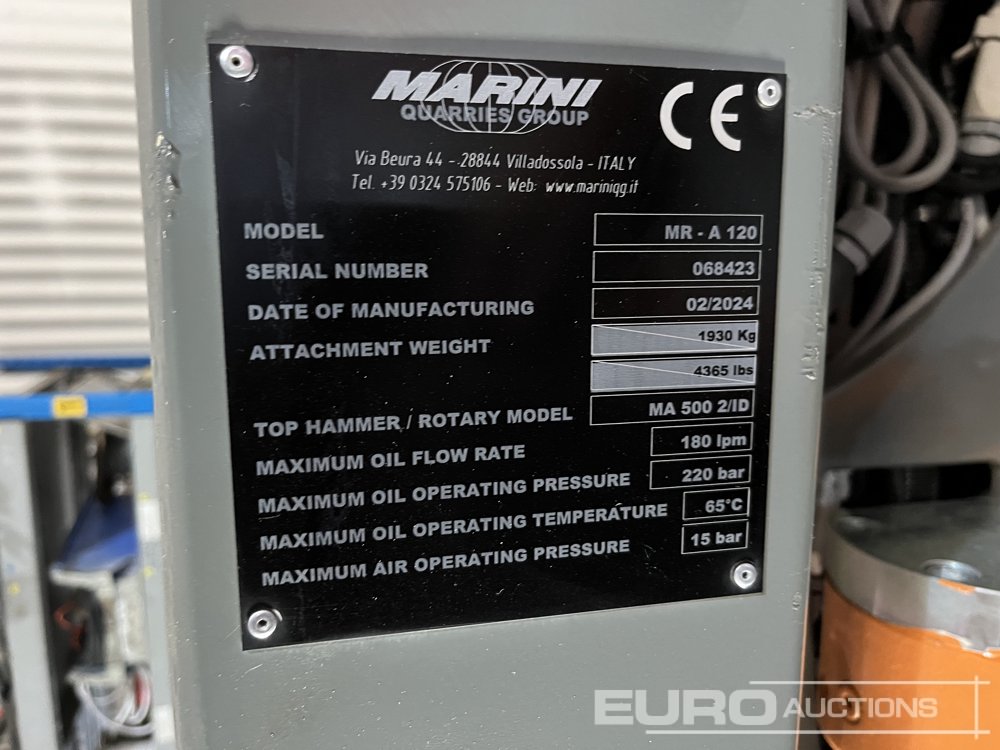 MARINI
QUARRIES GROUP
CE
Via Beura 44 - 28844 Villadossola - ITALY
Tel. +39 0324 575106 - Web: www.mariniqg.it
MODEL MR - A 120
SERIAL NUMBER 068423
DATE OF MANUFACTURING 02/2024
ATTACHMENT WEIGHT 1930 Kg
4365 lbs
TOP HAMMER / ROTARY MODEL MA 500 2/ID
MAXIMUM OIL FLOW RATE 180 lpm
MAXIMUM OIL OPERATING PRESSURE 220 bar
MAXIMUM OIL OPERATING TEMPERATURE 65°C
MAXIMUM AIR OPERATING PRESSURE 15 bar
EURO AUCTIONS